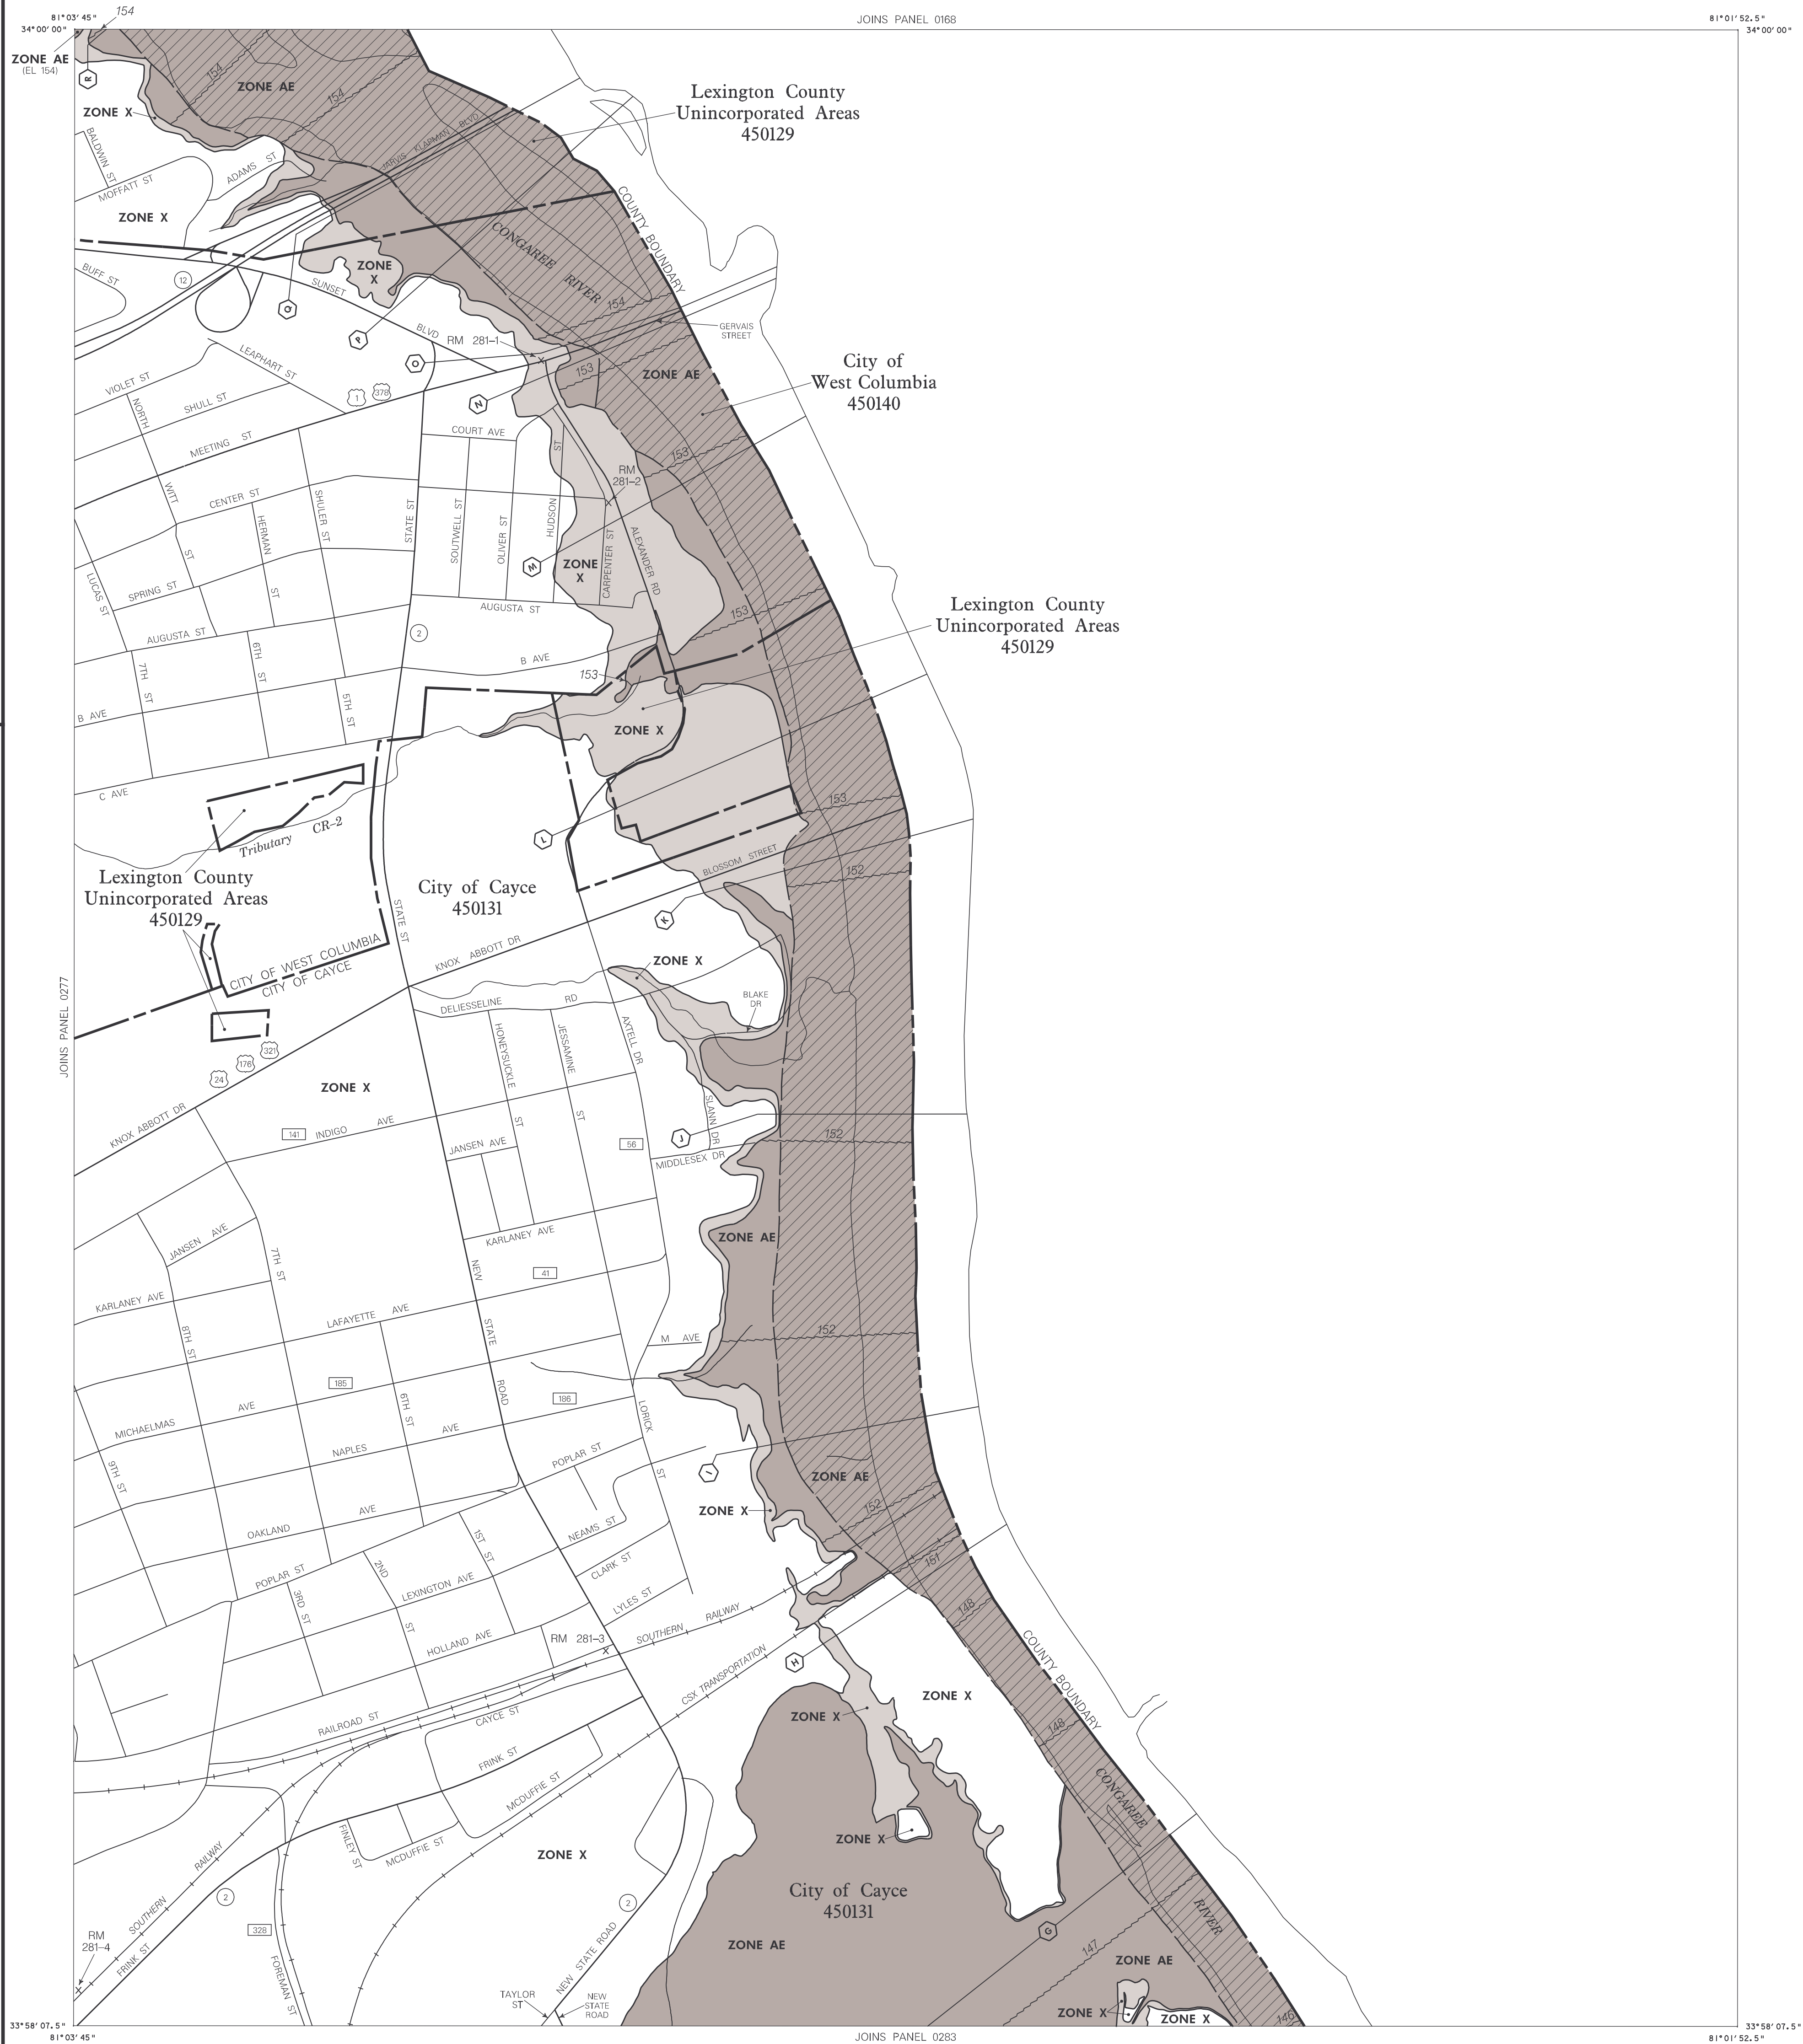 81°03'45"
154
JOINS PANEL 0168
81°01'52.5"
34°00'00"
34°00'00"
ZONE AE
(EL 154)
R
ZONE X
154
ZONE AE
154
Lexington County
Unincorporated Areas
450129
BALDWIN ST
MOFFATT ST
ADAMS ST
JARVIS KLAPMAN BLVD
ZONE X
COUNTY BOUNDARY
CONGAREE RIVER
BUFF ST
12
ZONE
X
SUNSET BLVD
Q
P
O
N
RM 281-1
154
GERVAIS
STREET
153
ZONE AE
City of
West Columbia
450140
LEAPHART ST
VIOLET ST
SHULL ST
1
378
NORTH WITT ST
MEETING ST
COURT AVE
153
RM
281-2
CENTER ST
HERMAN ST
SHULER ST
STATE ST
SOUTWELL ST
OLIVER ST
HUDSON ST
CARPENTER ST
ALEXANDER RD
M
ZONE
X
LUCAS ST
SPRING ST
AUGUSTA ST
AUGUSTA ST
2
153
Lexington County
Unincorporated Areas
450129
7TH ST
6TH ST
5TH ST
B AVE
B AVE
153
ZONE X
C AVE
Tributary CR-2
L
153
BLOSSOM STREET
152
Lexington County
Unincorporated Areas
450129
City of Cayce
450131
STATE ST
K
KNOX ABBOTT DR
CITY OF WEST COLUMBIA
CITY OF CAYCE
ZONE X
JOINS PANEL 0277
DELIESSELINE RD
BLAKE
DR
321
176
24
HONEYSUCKLE ST
JESSAMINE ST
AXTELL DR
SLANN DR
ZONE X
KNOX ABBOTT DR
141
INDIGO AVE
JANSEN AVE
56
J
152
MIDDLESEX DR
JANSEN AVE
7TH ST
KARLANEY AVE
ZONE AE
41
NEW STATE ROAD
KARLANEY AVE
8TH ST
LAFAYETTE AVE
M AVE
152
185
6TH ST
186
MICHAELMAS AVE
LORICK ST
NAPLES AVE
POPLAR ST
9TH ST
I
ZONE AE
ZONE X
152
OAKLAND AVE
1ST ST
NEAMS ST
CLARK ST
151
POPLAR ST
2ND ST
3RD ST
LEXINGTON AVE
LYLES ST
148
HOLLAND AVE
RM 281-3
SOUTHERN RAILWAY
CSX TRANSPORTATION
H
COUNTY BOUNDARY
ZONE X
RAILROAD ST
CAYCE ST
ZONE X
148
FRINK ST
MCDUFFIE ST
CONGAREE RIVER
FINLEY ST
MCDUFFIE ST
ZONE X
ZONE X
SOUTHERN RAILWAY
2
2
City of Cayce
450131
328
G
RM
281-4
FRINK ST
FOREMAN ST
NEW STATE ROAD
ZONE AE
147
ZONE AE
TAYLOR
ST
NEW
STATE
ROAD
ZONE X
ZONE X
146
33°58'07.5"
33°58'07.5"
81°03'45"
JOINS PANEL 0283
81°01'52.5"